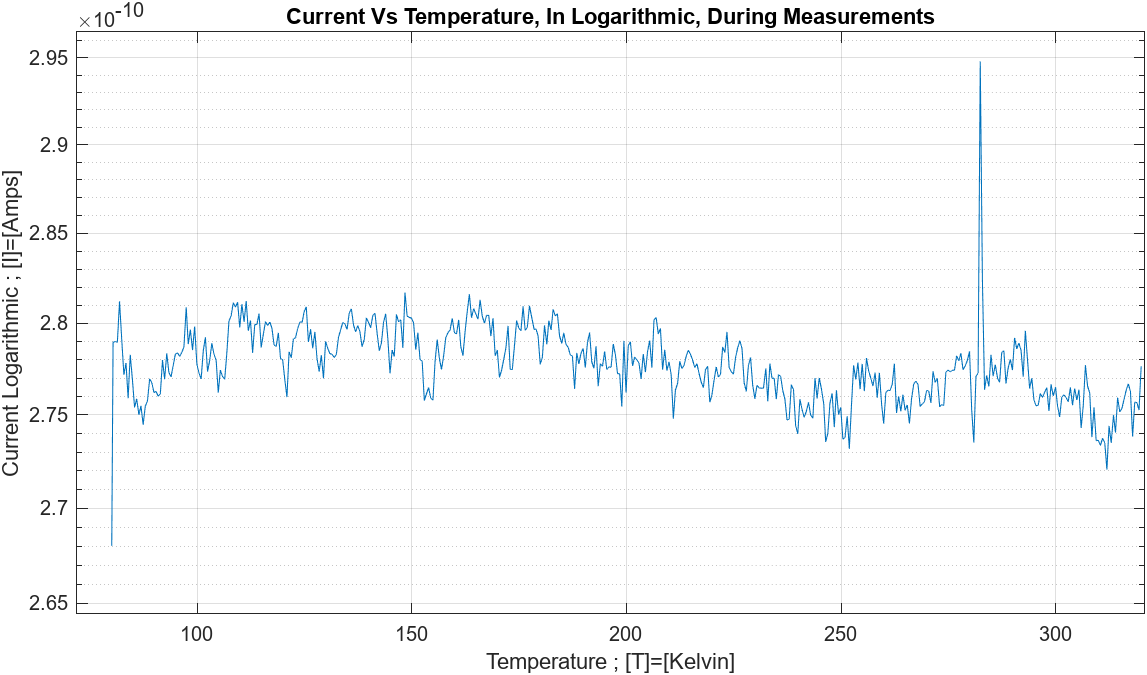 ×10-10
Current Vs Temperature, In Logarithmic, During Measurements
2.95
2.9
2.85
2.8
2.75
2.7
2.65
Current Logarithmic ; [I]=[Amps]
100 150 200 250 300
Temperature ; [T]=[Kelvin]